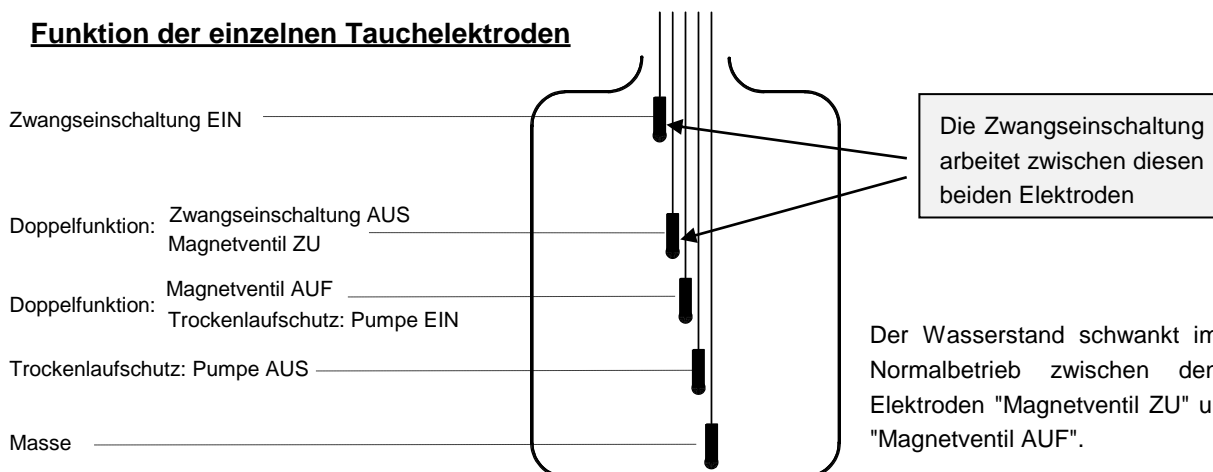 Funktion der einzelnen Tauchelektroden
Zwangseinschaltung EIN
Die Zwangseinschaltung
arbeitet zwischen diesen
beiden Elektroden
Doppelfunktion: Zwangseinschaltung AUS
Magnetventil ZU
Doppelfunktion: Magnetventil AUF
Trockenlaufschutz: Pumpe EIN
Trockenlaufschutz: Pumpe AUS
Masse
Der Wasserstand schwankt im
Normalbetrieb zwischen
Elektroden "Magnetventil ZU"
"Magnetventil AUF".